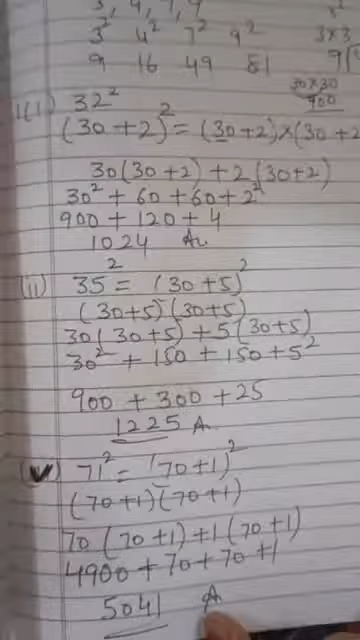 3, 4, 7, 9
3² 4² 7² 9² 3×3
9 16 49 81
30×30
900
1(i) 32²
(30+2)² = (30+2)×(30+2
30(30+2) + 2(30+2)
30² + 60 + 60 + 2²
900 + 120 + 4
1024 A
(ii) 35² = (30+5)²
(30+5)(30+5)
30(30+5) + 5(30+5)
30² + 150 + 150 + 5²
900 + 300 + 25
1225 A
(v) 71² = (70+1)²
(70+1)(70+1)
70(70+1)+1(70+1)
4900 + 70 + 70 + 1
5041 A